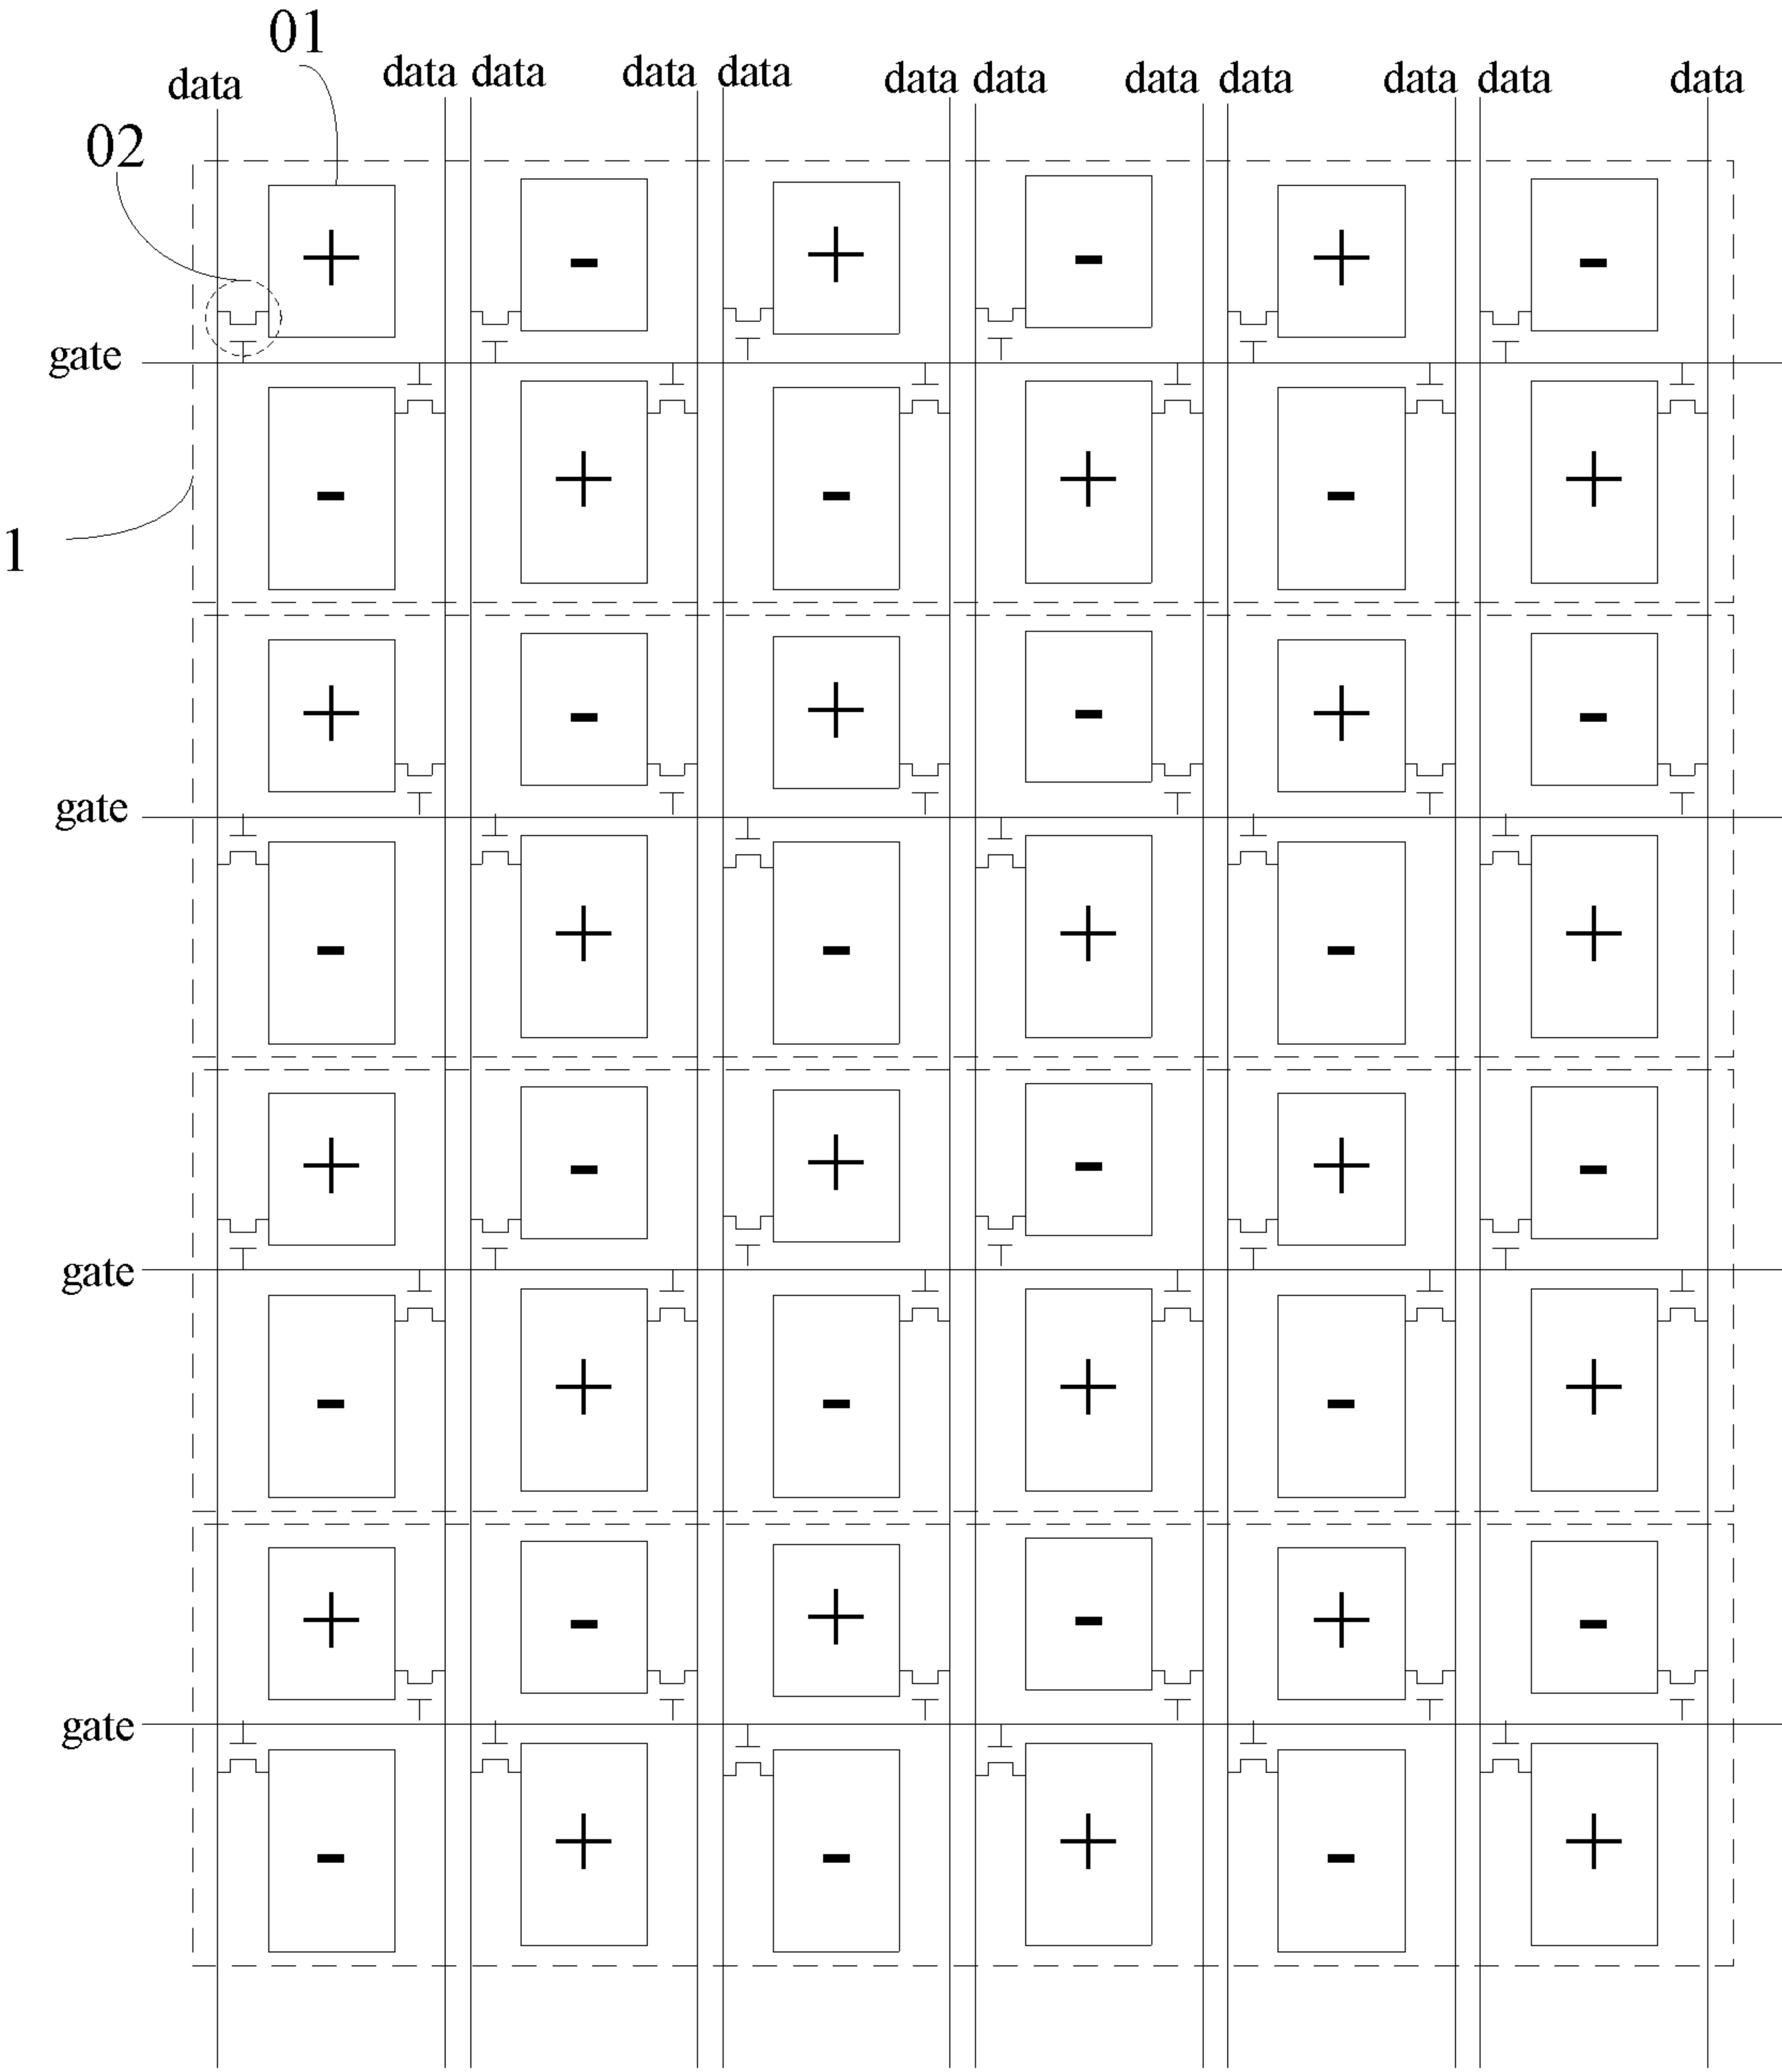 01
data data data data data data data data data data data data
02
+ - + - + -
gate
- + - + - +
1
+ - + - + -
gate
- + - + - +
+ - + - + -
gate
- + - + - +
+ - + - + -
gate
- + - + - +